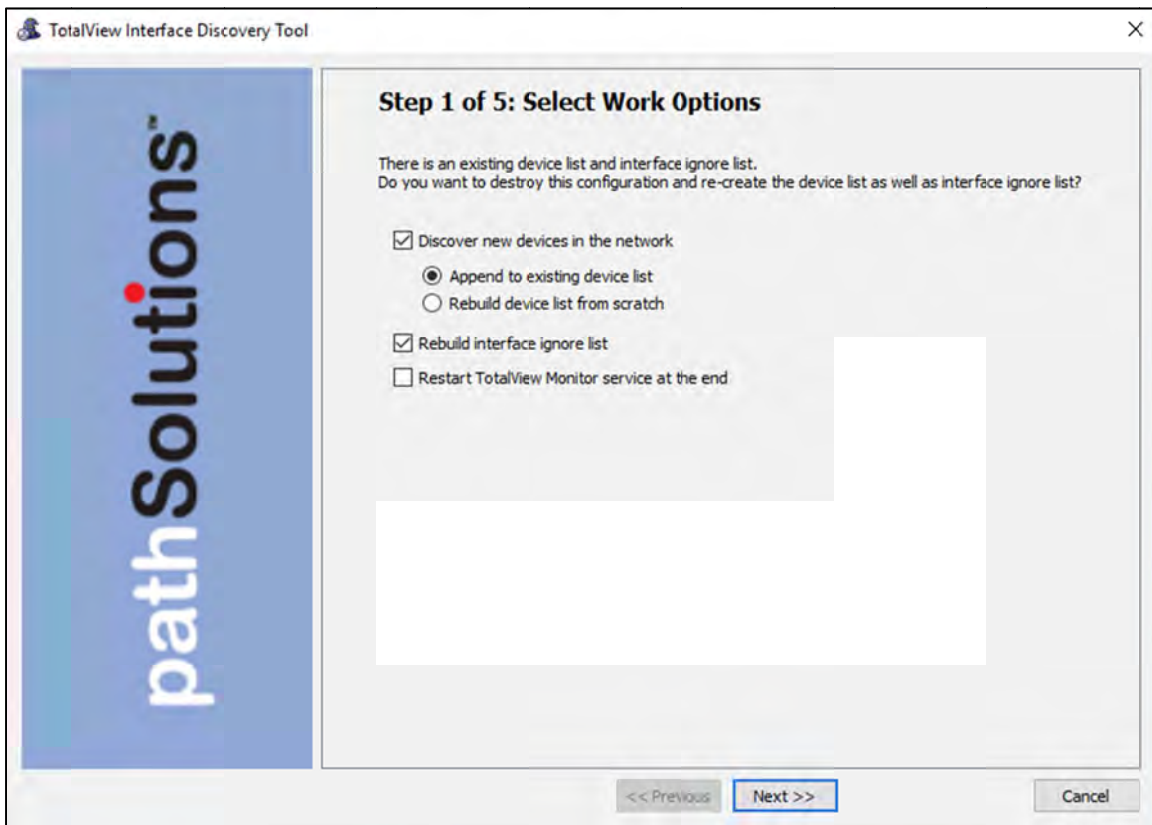 TotalView Interface Discovery Tool
pathSolutions™
Step 1 of 5: Select Work Options
There is an existing device list and interface ignore list.
Do you want to destroy this configuration and re-create the device list as well as interface ignore list?
Discover new devices in the network
Append to existing device list
Rebuild device list from scratch
Rebuild interface ignore list
Restart TotalView Monitor service at the end
<< Previous
Next >>
Cancel